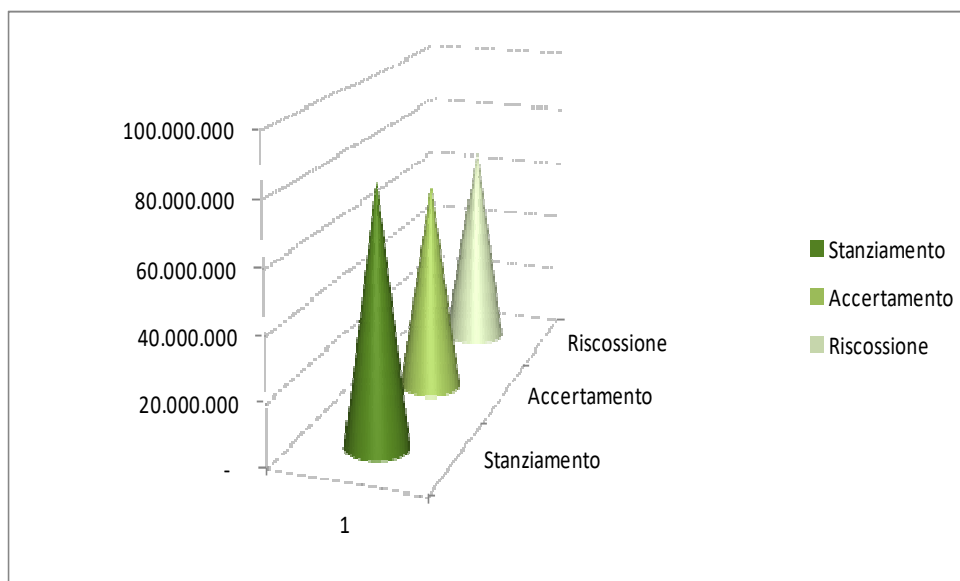 100.000.000
80.000.000
60.000.000
40.000.000
20.000.000
-
1
Stanziamento
Accertamento
Riscossione
Stanziamento
Accertamento
Riscossione